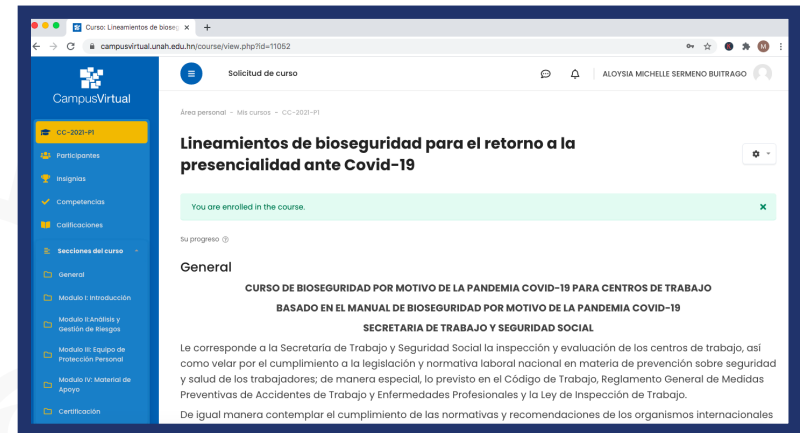 Curso: Lineamientos de bioseg
campusvirtual.unah.edu.hn/course/view.php?id=11052
M
CampusVirtual
Solicitud de curso
ALOYSIA MICHELLE SERMENO BUITRAGO
Área personal - Mis cursos - CC-2021-P1
CC-2021-P1
Participantes
Insignias
Competencias
Calificaciones
Secciones del curso
General
Modulo I: Introducción
Modulo II:Análisis y
Gestión de Riesgos
Modulo III: Equipo de
Protección Personal
Modulo IV: Material de
Apoyo
Certificación
Lineamientos de bioseguridad para el retorno a la
presencialidad ante Covid-19
You are enrolled in the course.
Su progreso
General
CURSO DE BIOSEGURIDAD POR MOTIVO DE LA PANDEMIA COVID-19 PARA CENTROS DE TRABAJO
BASADO EN EL MANUAL DE BIOSEGURIDAD POR MOTIVO DE LA PANDEMIA COVID-19
SECRETARIA DE TRABAJO Y SEGURIDAD SOCIAL
Le corresponde a la Secretaría de Trabajo y Seguridad Social la inspección y evaluación de los centros de trabajo, así
como velar por el cumplimiento a la legislación y normativa laboral nacional en materia de prevención sobre seguridad
y salud de los trabajadores; de manera especial, lo previsto en el Código de Trabajo, Reglamento General de Medidas
Preventivas de Accidentes de Trabajo y Enfermedades Profesionales y la Ley de Inspección de Trabajo.
De igual manera contemplar el cumplimiento de las normativas y recomendaciones de los organismos internacionales